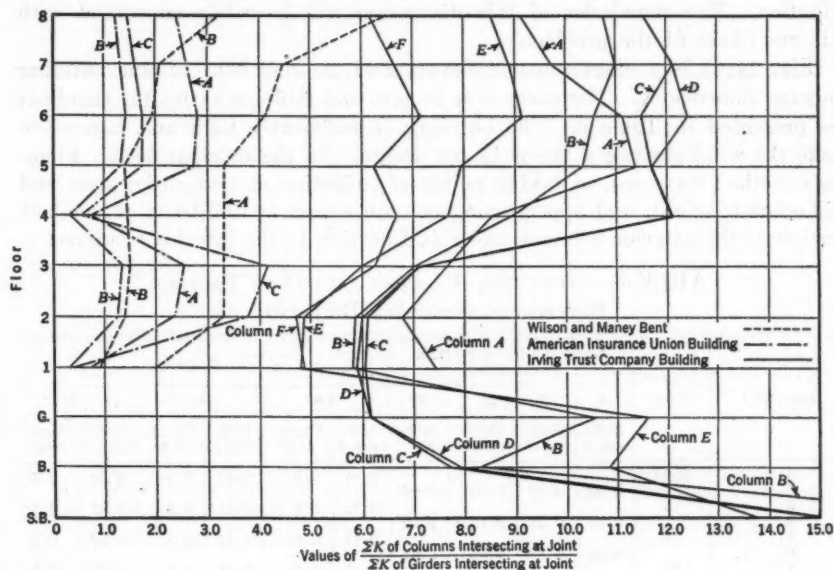 8
7
6
5
4
3
2
1
G.
B.
S.B.
Floor
B C B
A
F
E A
C D
B A
A
B B A C
Column F E
B C
Column A
Wilson and Maney Bent
American Insurance Union Building
Irving Trust Company Building
D
Column C
Column D
B
Column E
Column B
0 1.0 2.0 3.0 4.0 5.0 6.0 7.0 8.0 9.0 10.0 11.0 12.0 13.0 14.0 15.0
Values of ΣK of Columns Intersecting at Joint
ΣK of Girders Intersecting at Joint